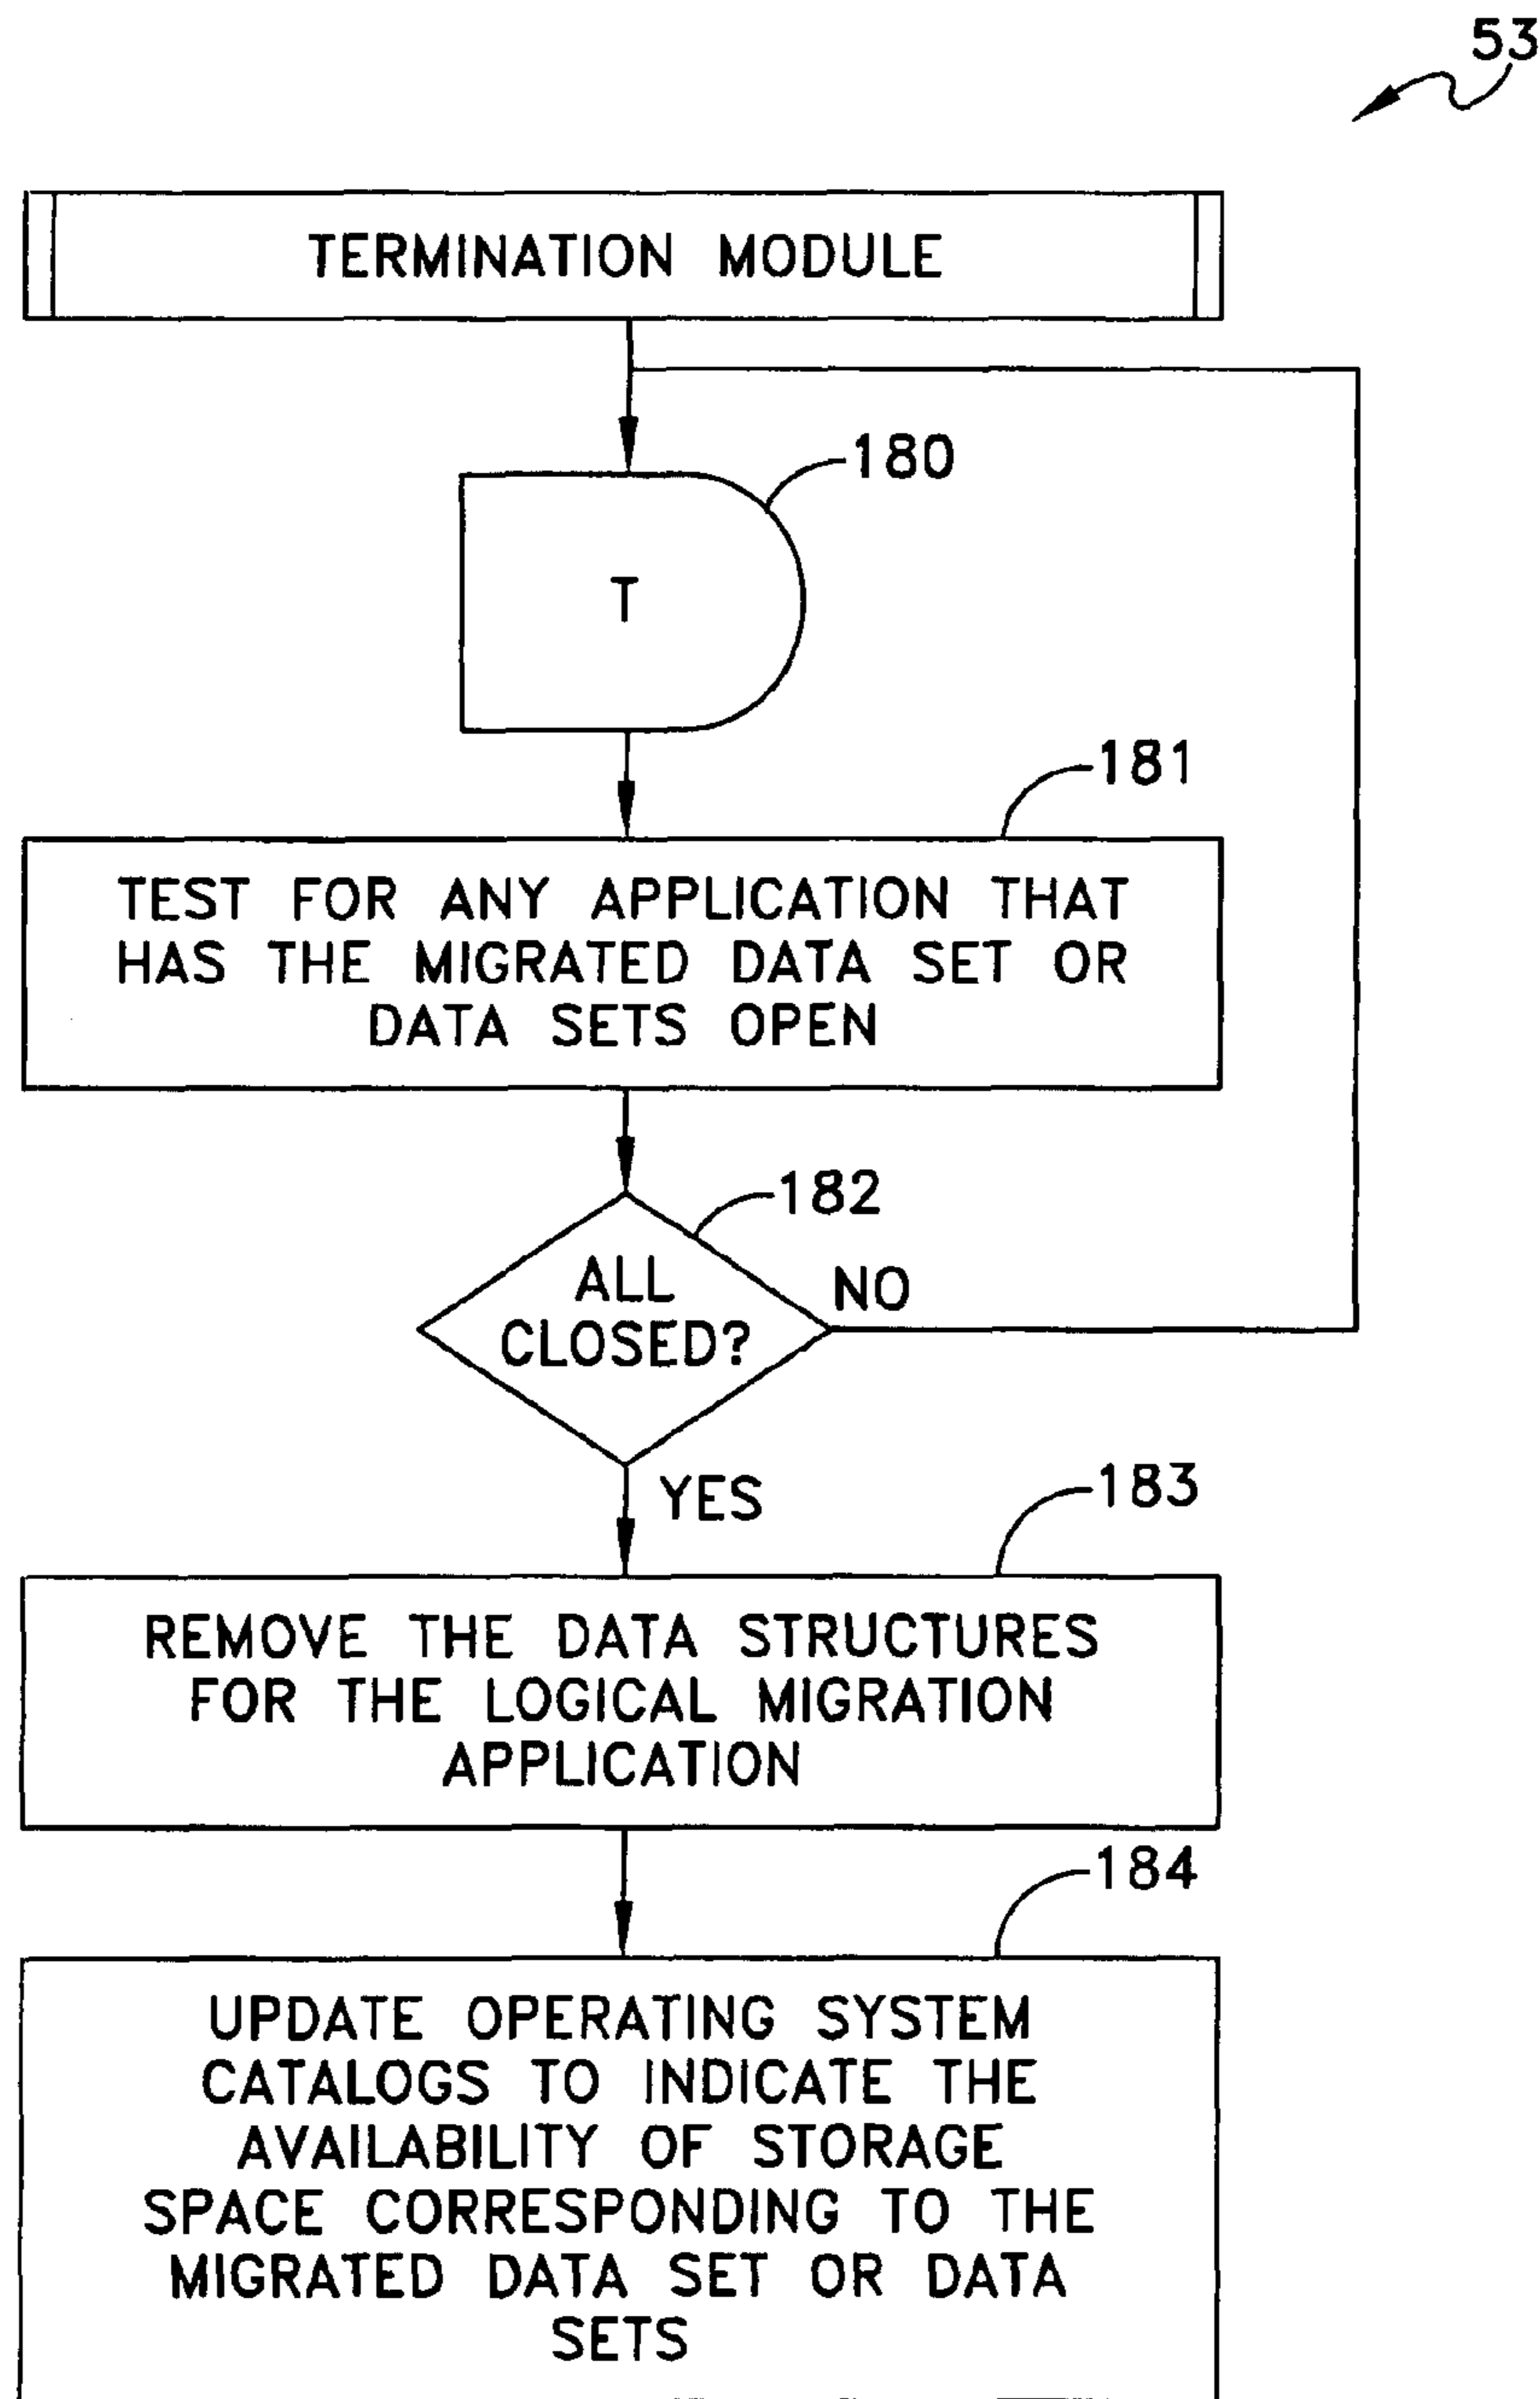 53
TERMINATION MODULE
180
T
181
TEST FOR ANY APPLICATION THAT
HAS THE MIGRATED DATA SET OR
DATA SETS OPEN
182
ALL
CLOSED?
NO
YES
183
REMOVE THE DATA STRUCTURES
FOR THE LOGICAL MIGRATION
APPLICATION
184
UPDATE OPERATING SYSTEM
CATALOGS TO INDICATE THE
AVAILABILITY OF STORAGE
SPACE CORRESPONDING TO THE
MIGRATED DATA SET OR DATA
SETS